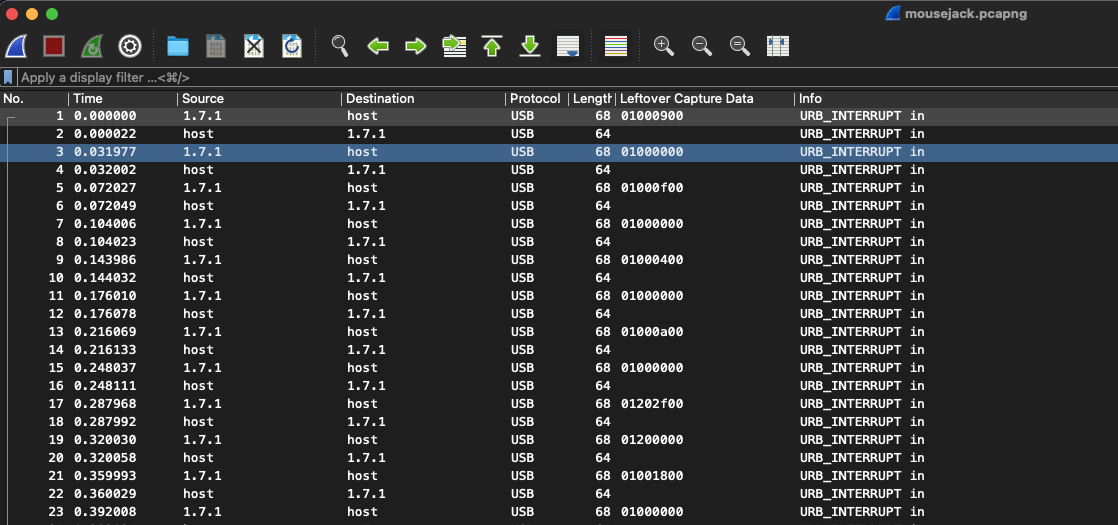 mousejack.pcapng
Apply a display filter ...<⌘/>
No. Time Source Destination Protocol Length Leftover Capture Data Info
1 0.000000 1.7.1 host USB 68 01000900 URB_INTERRUPT in
2 0.000022 host 1.7.1 USB 64 URB_INTERRUPT in
3 0.031977 1.7.1 host USB 68 01000000 URB_INTERRUPT in
4 0.032002 host 1.7.1 USB 64 URB_INTERRUPT in
5 0.072027 1.7.1 host USB 68 01000f00 URB_INTERRUPT in
6 0.072049 host 1.7.1 USB 64 URB_INTERRUPT in
7 0.104006 1.7.1 host USB 68 01000000 URB_INTERRUPT in
8 0.104023 host 1.7.1 USB 64 URB_INTERRUPT in
9 0.143986 1.7.1 host USB 68 01000400 URB_INTERRUPT in
10 0.144032 host 1.7.1 USB 64 URB_INTERRUPT in
11 0.176010 1.7.1 host USB 68 01000000 URB_INTERRUPT in
12 0.176078 host 1.7.1 USB 64 URB_INTERRUPT in
13 0.216069 1.7.1 host USB 68 01000a00 URB_INTERRUPT in
14 0.216133 host 1.7.1 USB 64 URB_INTERRUPT in
15 0.248037 1.7.1 host USB 68 01000000 URB_INTERRUPT in
16 0.248111 host 1.7.1 USB 64 URB_INTERRUPT in
17 0.287968 1.7.1 host USB 68 01202f00 URB_INTERRUPT in
18 0.287992 host 1.7.1 USB 64 URB_INTERRUPT in
19 0.320030 1.7.1 host USB 68 01200000 URB_INTERRUPT in
20 0.320058 host 1.7.1 USB 64 URB_INTERRUPT in
21 0.359993 1.7.1 host USB 68 01001800 URB_INTERRUPT in
22 0.360029 host 1.7.1 USB 64 URB_INTERRUPT in
23 0.392008 1.7.1 host USB 68 01000000 URB_INTERRUPT in